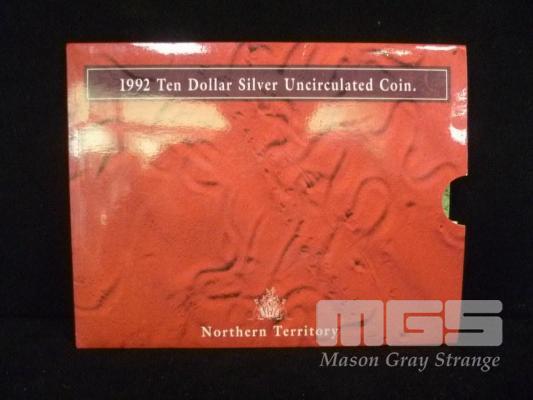 1992 Ten Dollar Silver Uncirculated Coin.
Northern Territory
MGS
Mason Gray Strange